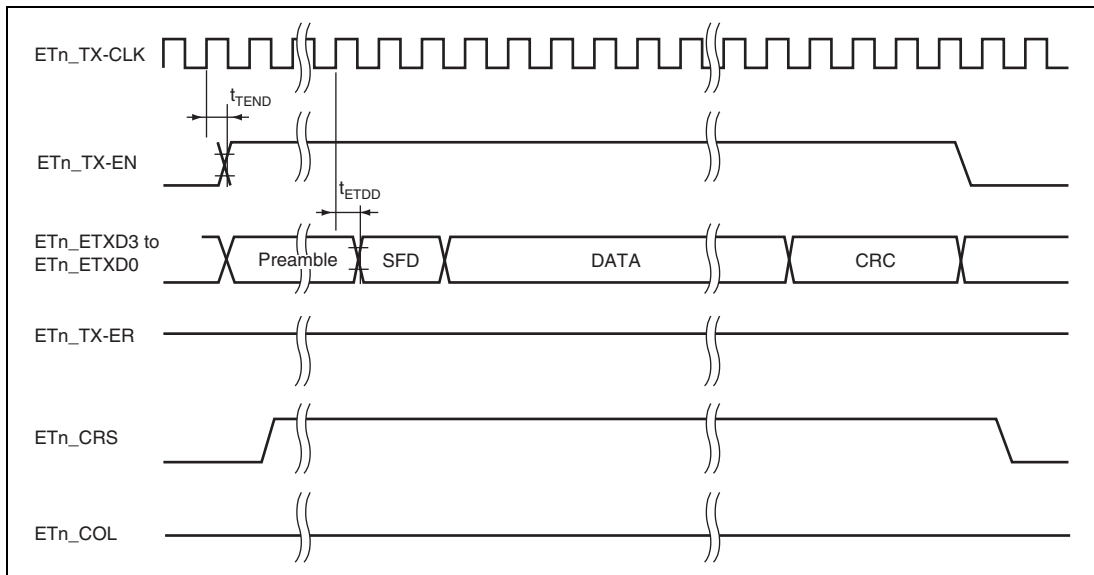 ETn_TX-CLK
tTEND
ETn_TX-EN
tETDD
ETn_ETXD3 to
ETn_ETXD0
Preamble SFD DATA CRC
ETn_TX-ER
ETn_CRS
ETn_COL